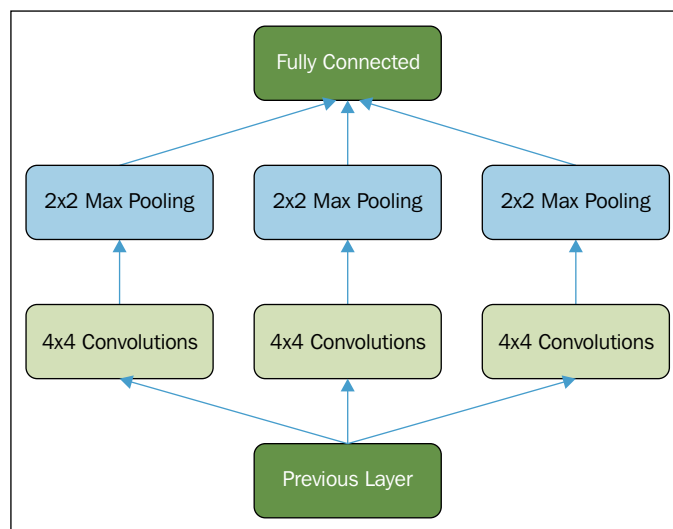 Fully Connected
2x2 Max Pooling
2x2 Max Pooling
2x2 Max Pooling
4x4 Convolutions
4x4 Convolutions
4x4 Convolutions
Previous Layer